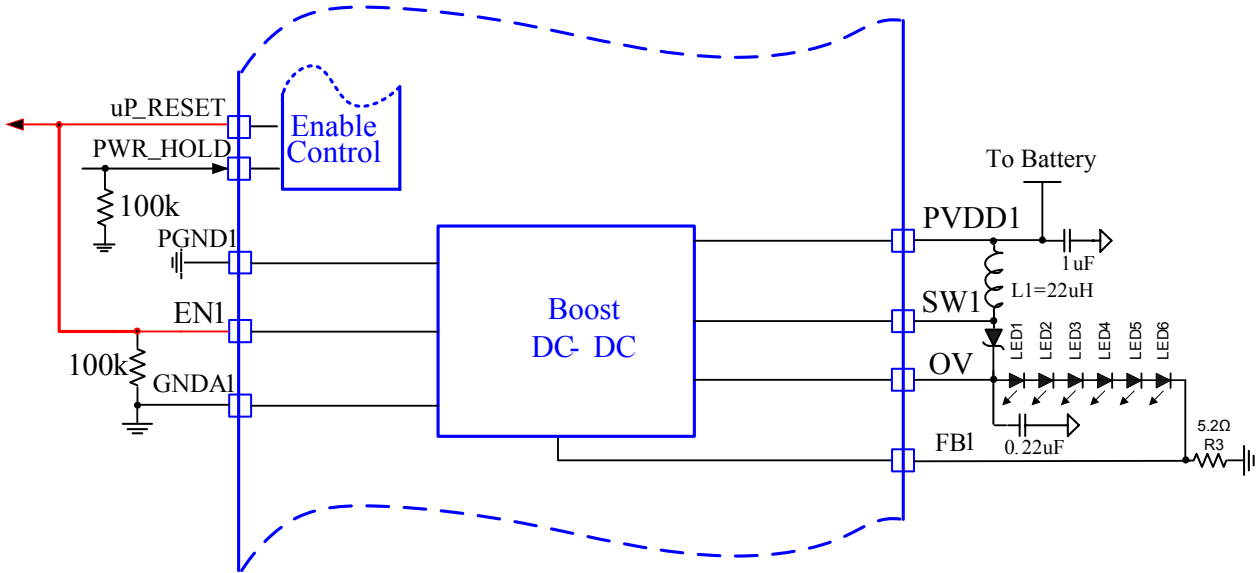 uP_RESET
PWR_HOLD
100k
PGND1
EN1
100k
GNDA1
Enable
Control
Boost
DC- DC
To Battery
PVDD1
1uF
L1=22uH
SW1
LED1
LED2
LED3
LED4
LED5
LED6
OV
0.22uF
FB1
5.2Ω
R3